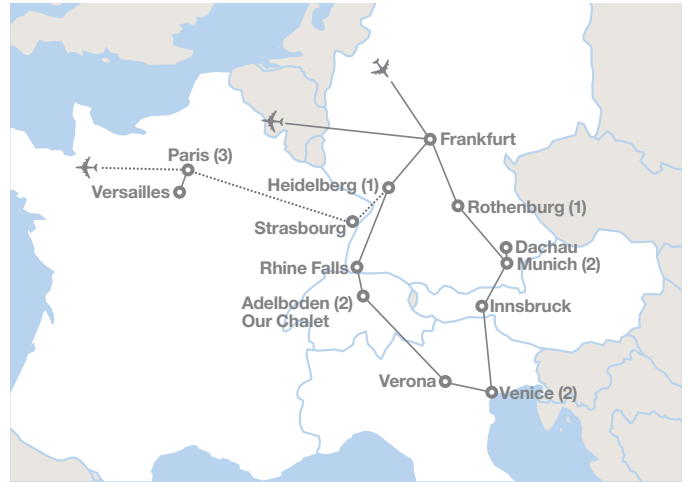 Frankfurt
Paris (3)
Heidelberg (1)
Versailles
Rothenburg (1)
Strasbourg
Dachau
Munich (2)
Rhine Falls
Adelboden (2)
Our Chalet
Innsbruck
Verona
Venice (2)